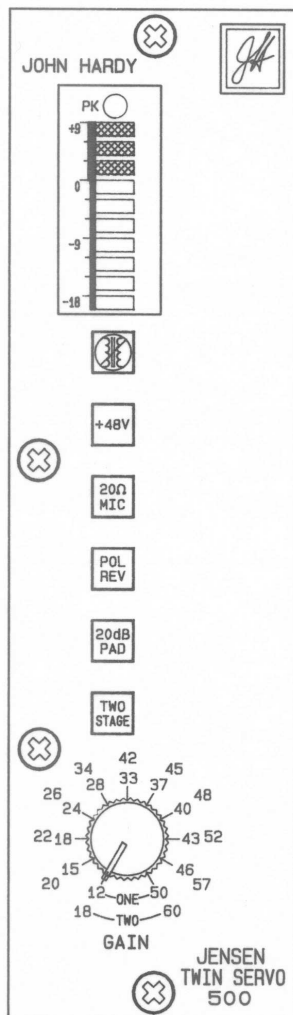 JOHN HARDY
JH
PK
+9
0
-9
-18
+48V
20Ω
MIC
POL
REV
20dB
PAD
TWO
STAGE
42
34 33 45
28 37
26 48
24 40
22 18 43 52
15 46
20 57
12 ONE 50
18 TWO 60
GAIN
JENSEN
TWIN SERVO
500